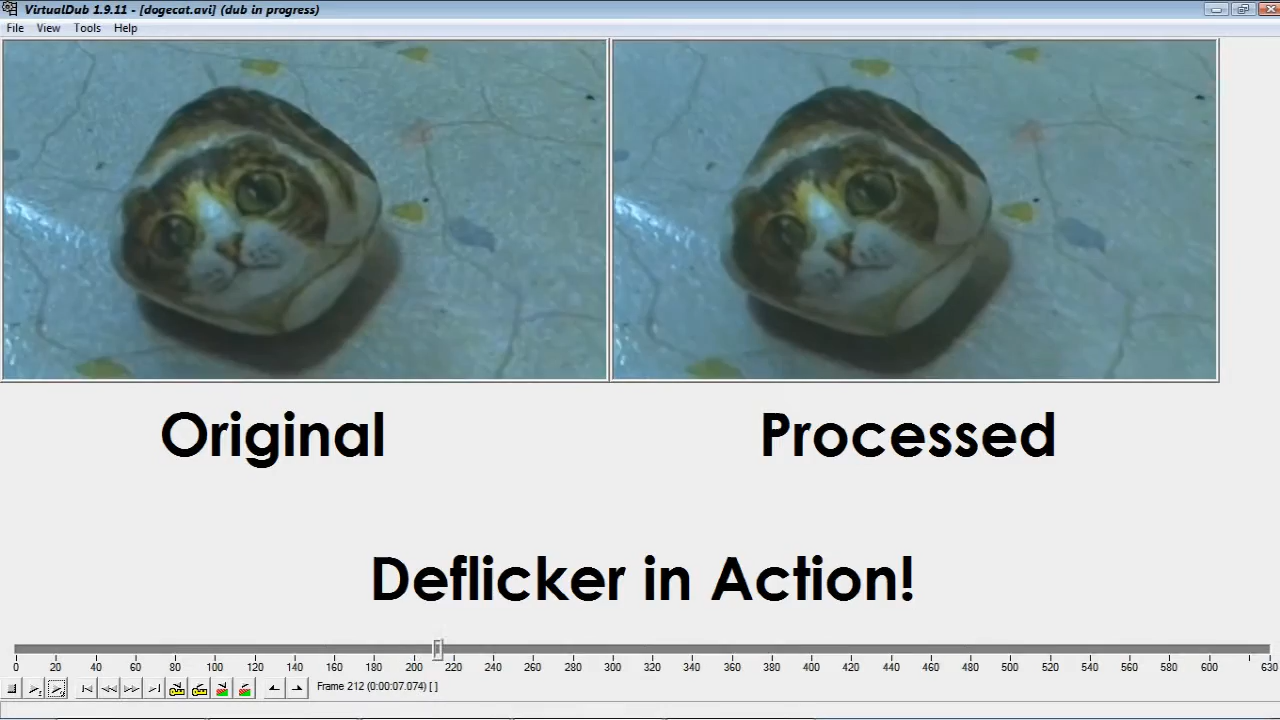 VirtualDub 1.9.11 - [dogecat.avi] (dub in progress)
File View Tools Help
Original Processed
Deflicker in Action!
0 20 40 60 80 100 120 140 160 180 200 220 240 260 280 300 320 340 360 380 400 420 440 460 480 500 520 540 560 580 600 630
Frame 212 (0:00:07.074) [ ]